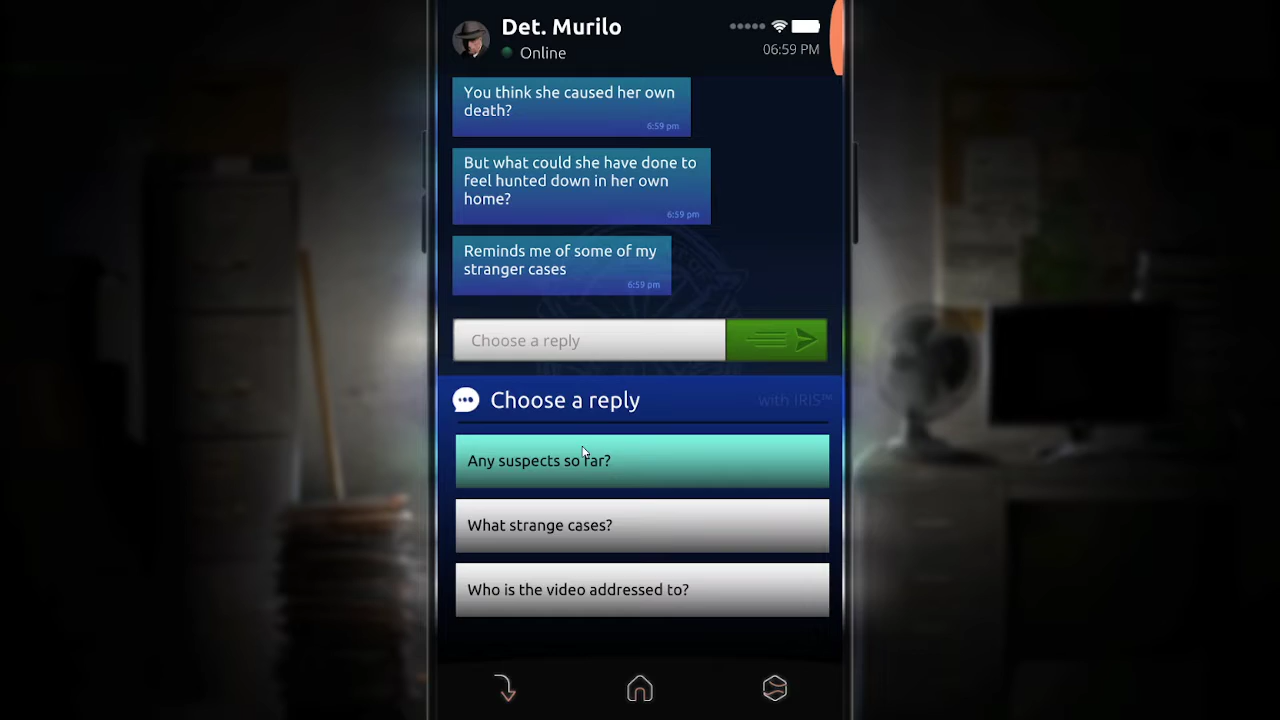 Det. Murilo
Online
06:59 PM
You think she caused her own
death?
6:59 pm
But what could she have done to
feel hunted down in her own
home?
6:59 pm
Reminds me of some of my
stranger cases
6:59 pm
Choose a reply
Choose a reply
with IRIS™
Any suspects so far?
What strange cases?
Who is the video addressed to?